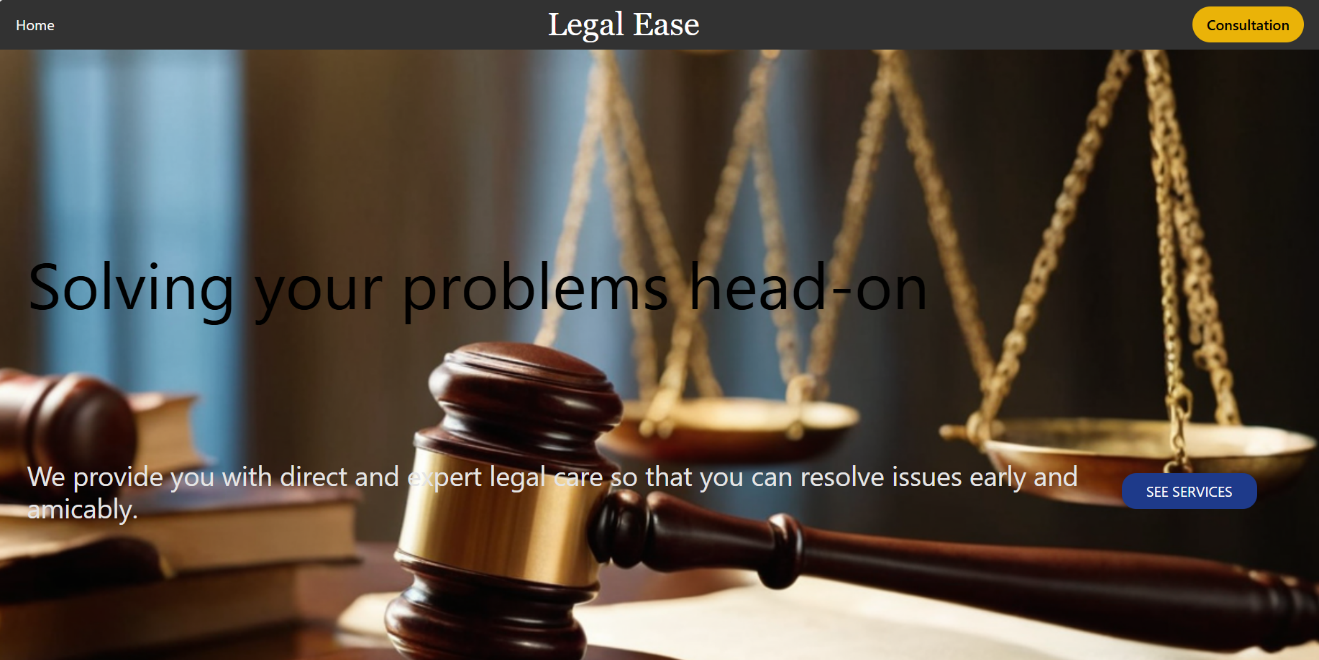 Home
Legal Ease
Consultation
Solving your problems head-on
We provide you with direct and expert legal care so that you can resolve issues early and
amicably.
SEE SERVICES